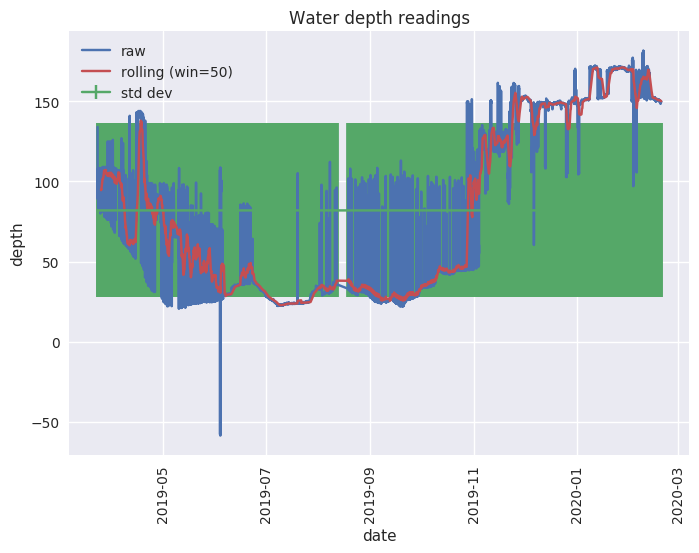 Water depth readings
raw
rolling (win=50)
std dev
150
100
50
0
−50
depth
2019-05
2019-07
2019-09
2019-11
2020-01
2020-03
date